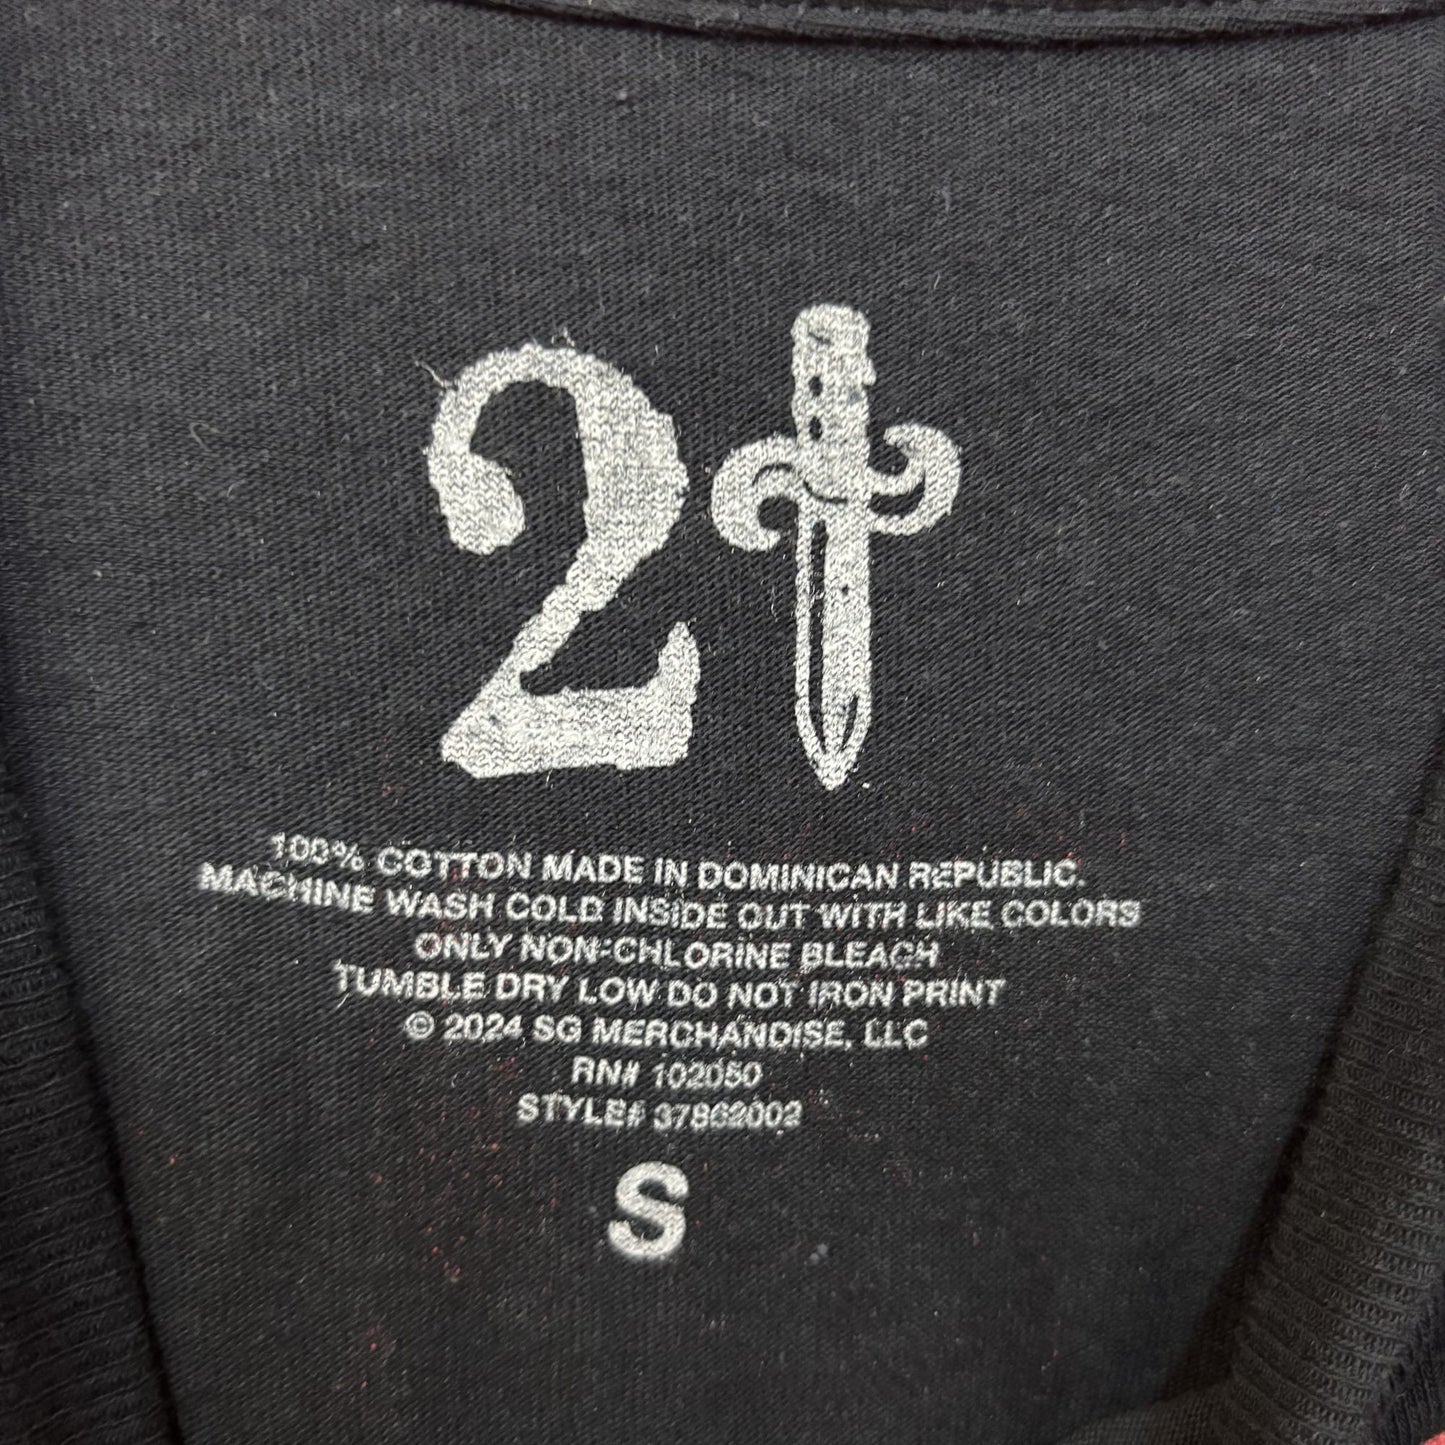 21
100% COTTON MADE IN DOMINICAN REPUBLIC.
MACHINE WASH COLD INSIDE OUT WITH LIKE COLORS
ONLY NON-CHLORINE BLEACH
TUMBLE DRY LOW DO NOT IRON PRINT
© 2024 SG MERCHANDISE, LLC
RN# 102050
STYLE# 37862002
S